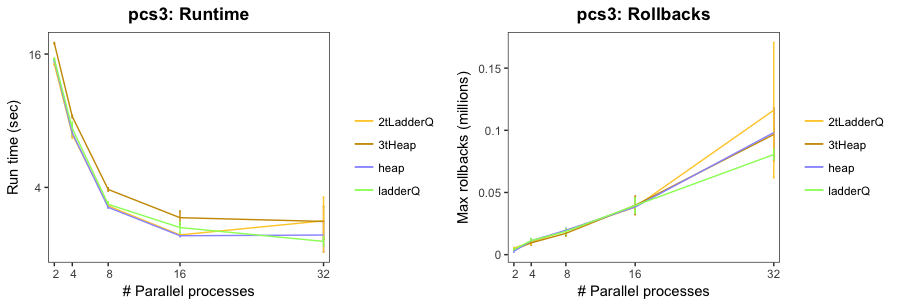 pcs3: Runtime
Run time (sec)
16
4
2 4 8 16 32
# Parallel processes
2tLadderQ
3tHeap
heap
ladderQ
pcs3: Rollbacks
Max rollbacks (millions)
0.15
0.1
0.05
0
2 4 8 16 32
# Parallel processes
2tLadderQ
3tHeap
heap
ladderQ